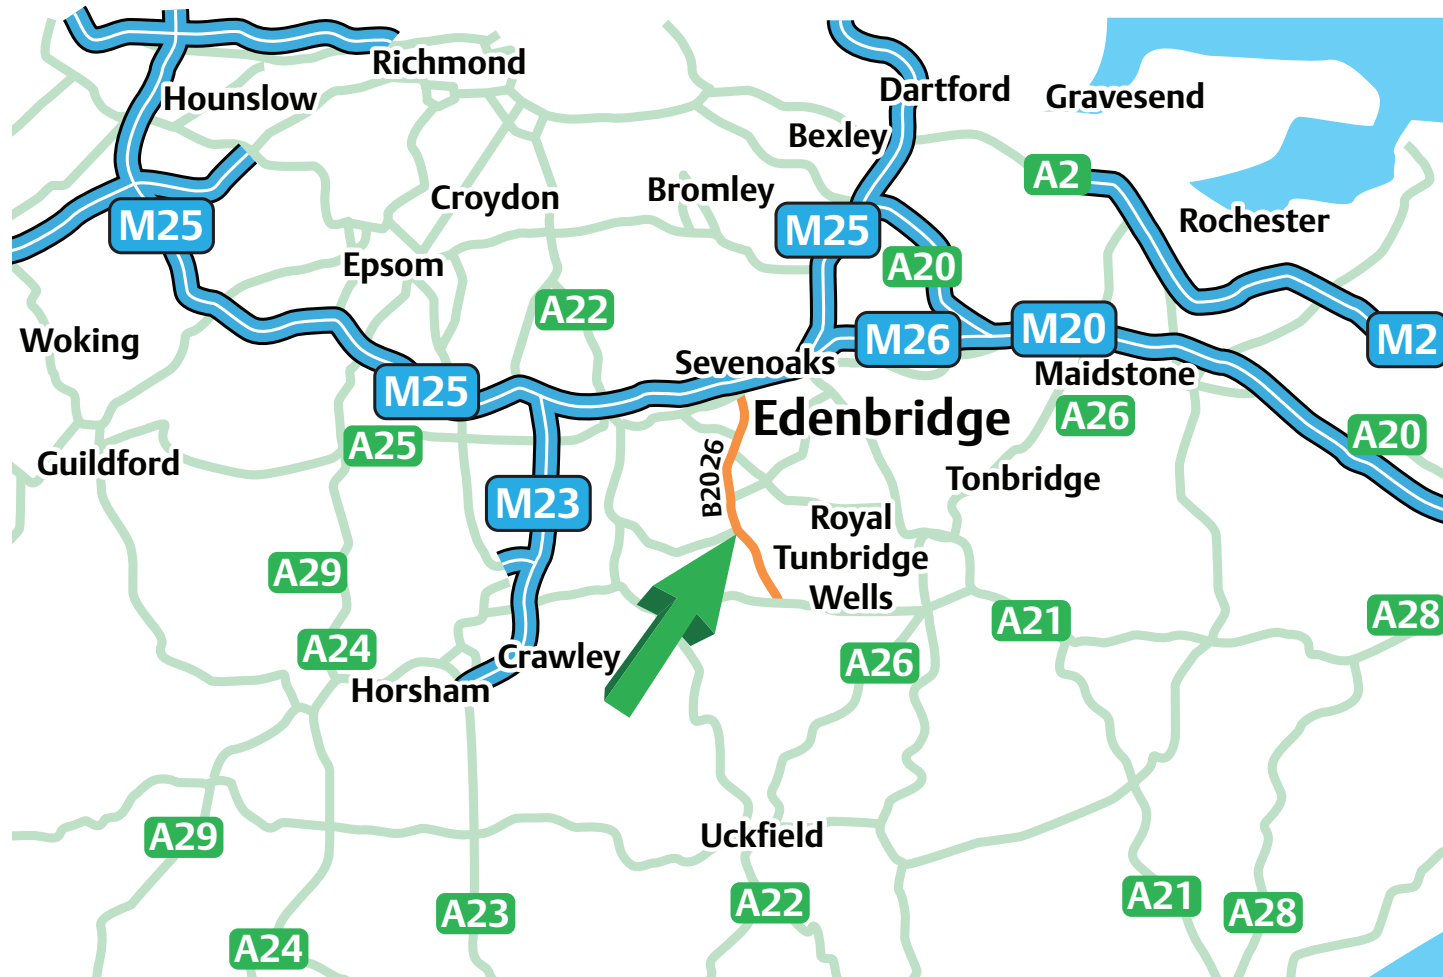 Richmond
Hounslow
Dartford
Gravesend
Bexley
A2
Croydon
Bromley
M25
M25
Rochester
Epsom
A20
A22
Woking
M26
M20
M2
Sevenoaks
Maidstone
M25
Edenbridge
A26
A25
A20
Guildford
B2026
Tonbridge
M23
Royal
Tunbridge
Wells
A29
A21
A28
A24
Crawley
A26
Horsham
A29
Uckfield
A23
A22
A21
A28
A24